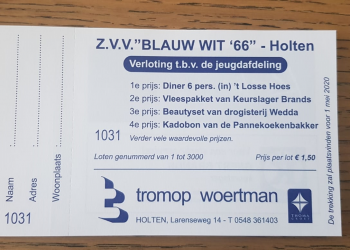 Naam
Adres
Woonplaats
1031
Z.V.V."BLAUW WIT '66" - Holten
Verloting t.b.v. de jeugdafdeling
1e prijs: Diner 6 pers. (in) 't Losse Hoes
2e prijs: Vleespakket van Keurslager Brands
3e prijs: Beautyset van drogisterij Wedda
4e prijs: Kadobon van de Pannekoekenbakker
1031
Verder vele waardevolle prijzen.
Loten genummerd van 1 tot 3000
Prijs per lot € 1,50
tromop woertman
HOLTEN, Larenseweg 14 - T 0548 361403
De trekking zal plaatsvinden voor 1 mei 2020